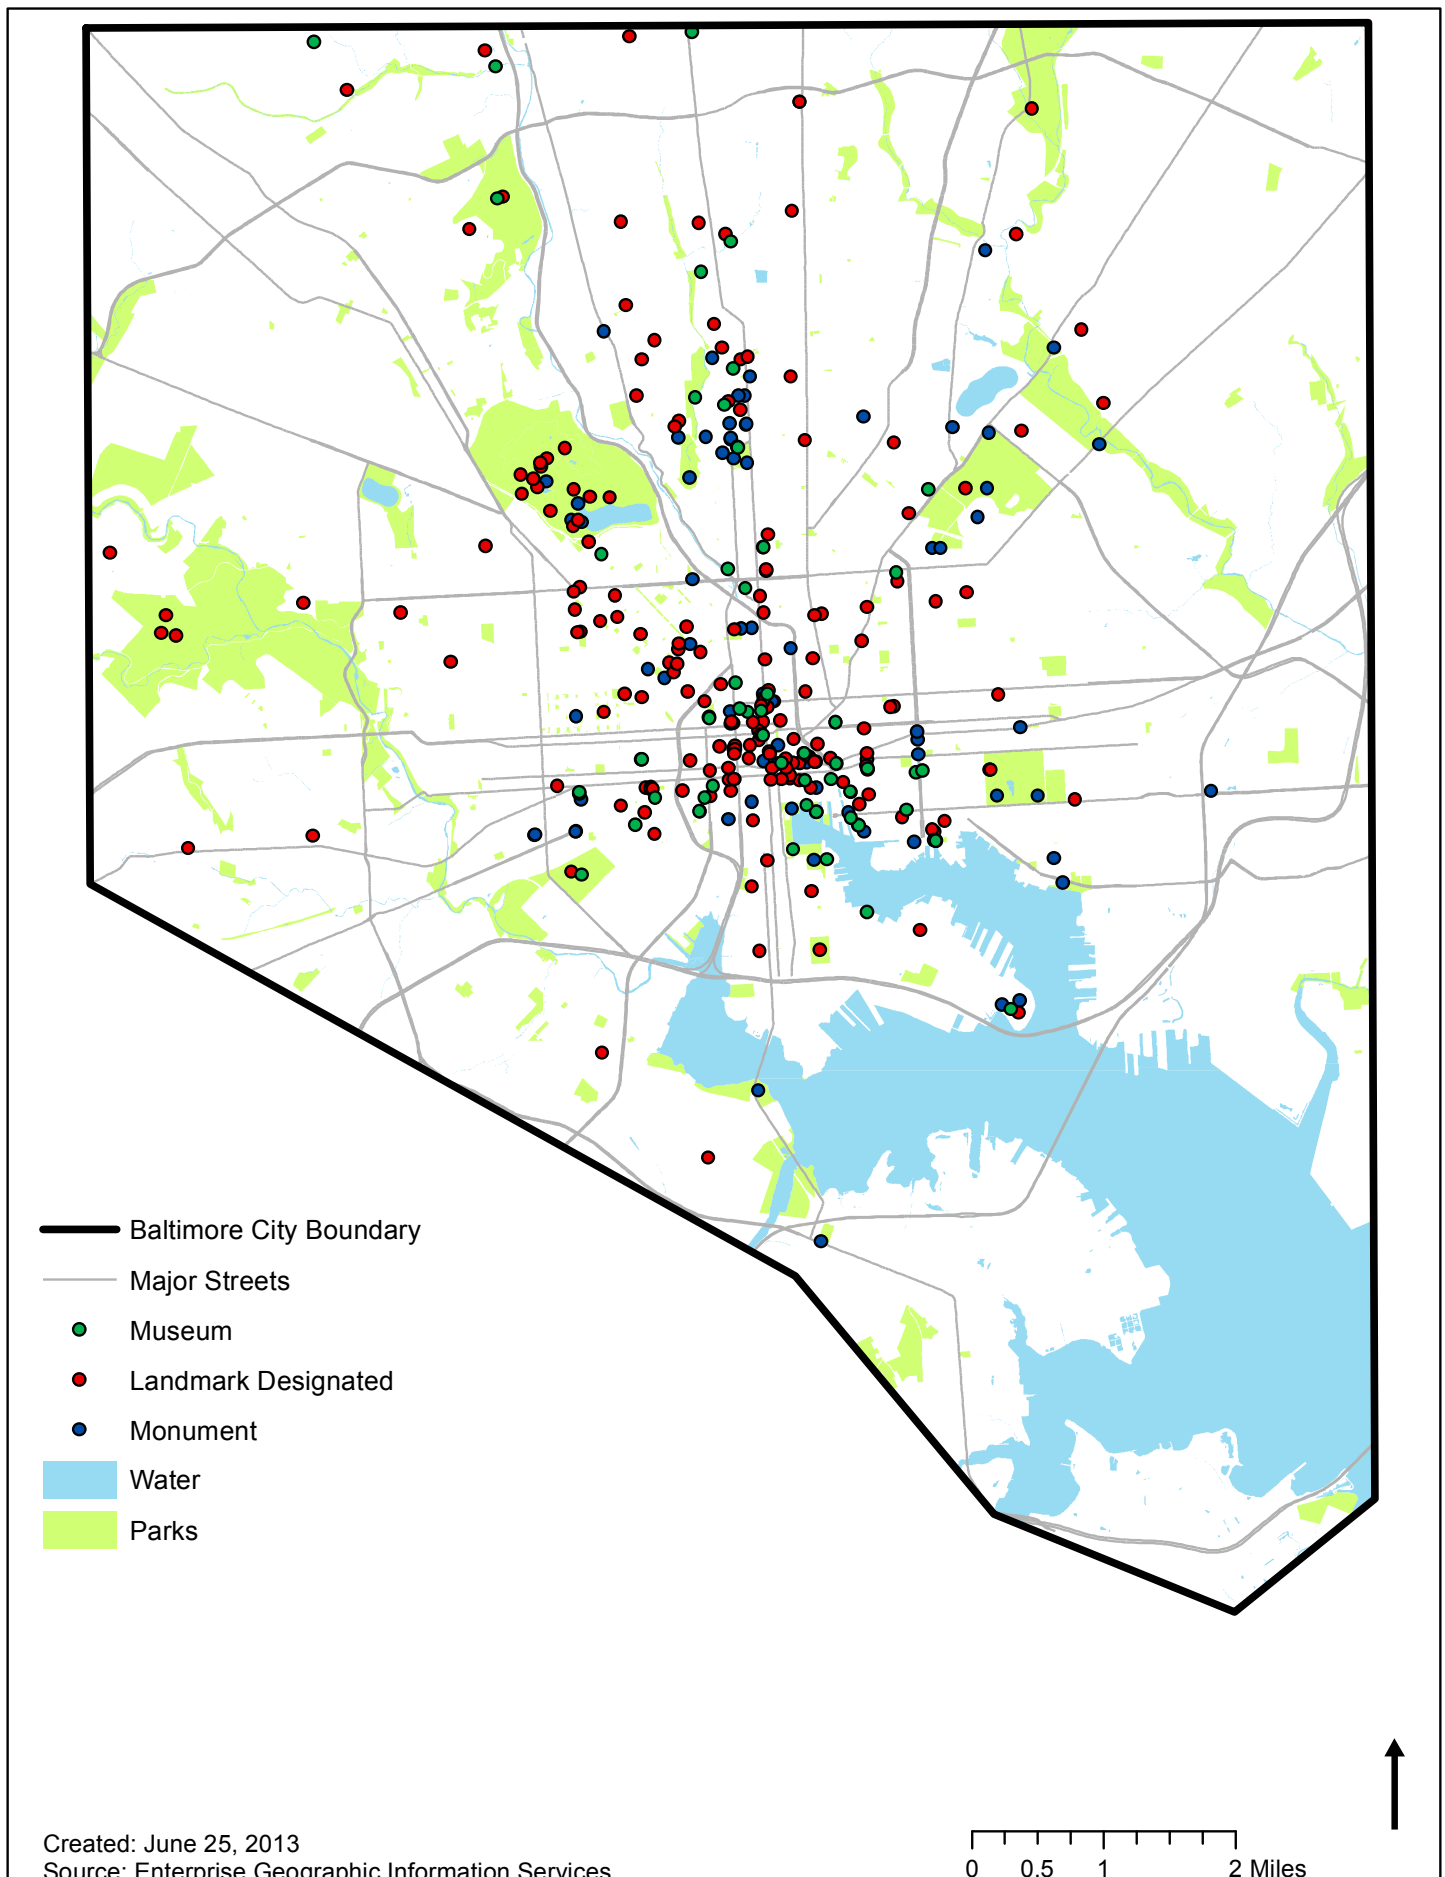 Baltimore City Boundary
Major Streets
Museum
Landmark Designated
Monument
Water
Parks
Created: June 25, 2013
Source: Enterprise Geographic Information Services
0 0.5 1 2 Miles